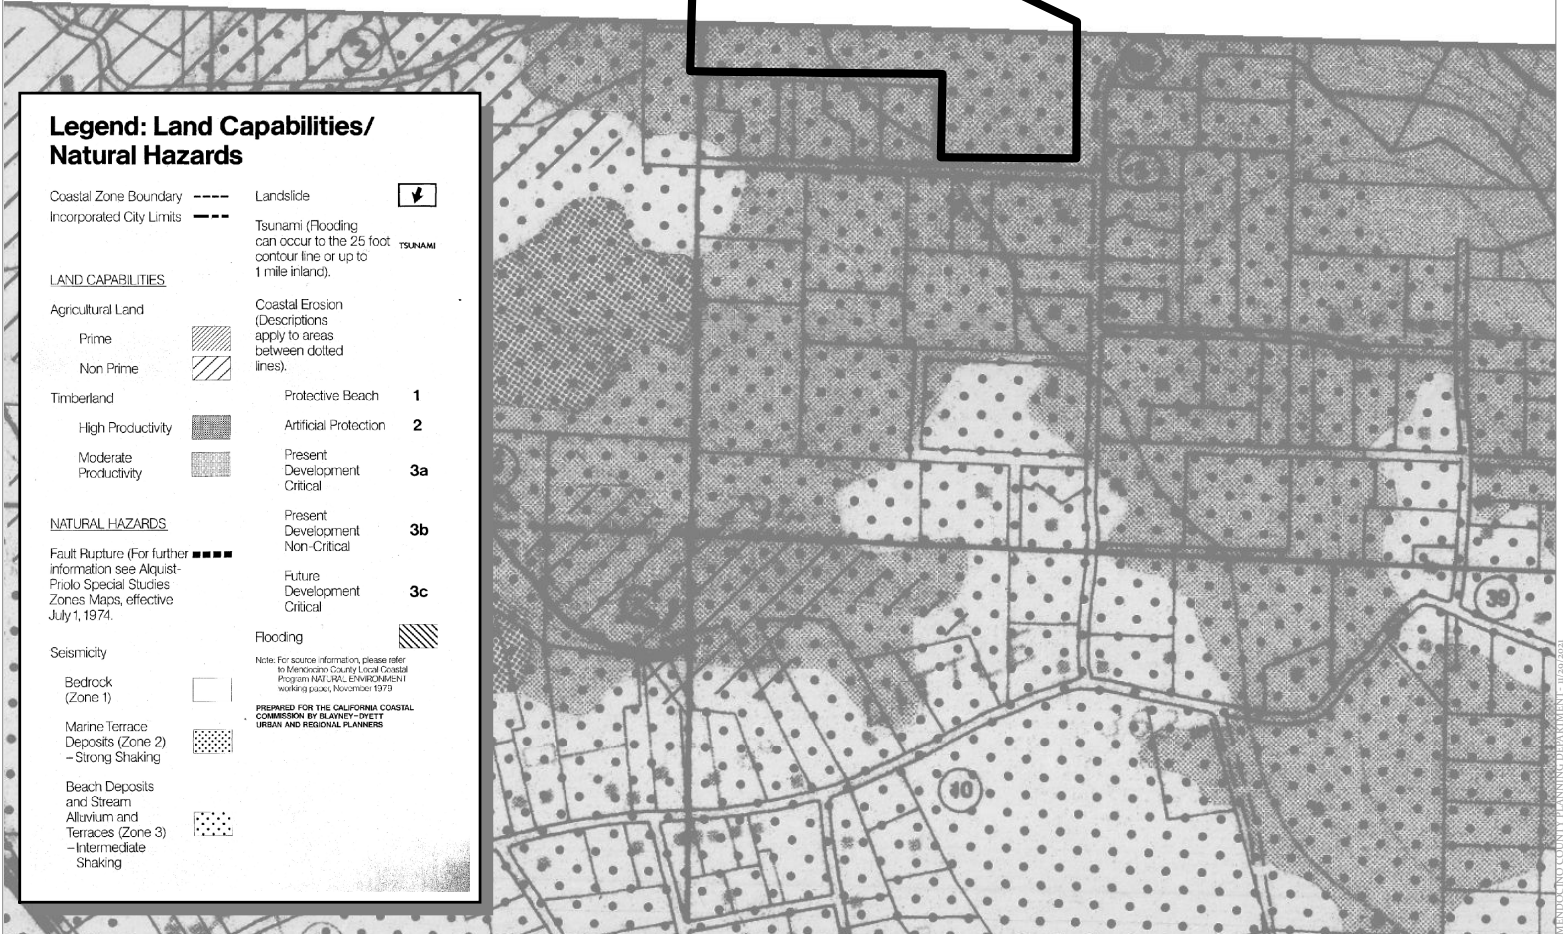 Legend: Land Capabilities/
Natural Hazards
Coastal Zone Boundary
Incorporated City Limits
LAND CAPABILITIES
Agricultural Land
Prime
Non Prime
Timberland
High Productivity
Moderate
Productivity
NATURAL HAZARDS
Fault Rupture (For further
information see Alquist-
Priolo Special Studies
Zones Maps, effective
July 1, 1974.
Seismicity
Bedrock
(Zone 1)
Marine Terrace
Deposits (Zone 2)
–Strong Shaking
Beach Deposits
and Stream
Alluvium and
Terraces (Zone 3)
–Intermediate
Shaking
Landslide
Tsunami (Flooding
can occur to the 25 foot
contour line or up to
1 mile inland).
TSUNAMI
Coastal Erosion
(Descriptions
apply to areas
between dotted
lines).
Protective Beach 1
Artificial Protection 2
Present
Development
Critical
3a
Present
Development
Non-Critical
3b
Future
Development
Critical
3c
Flooding
Note: For source information, please refer
to Mendocino County Local Coastal
Program NATURAL ENVIRONMENT
working paper, November 1979
PREPARED FOR THE CALIFORNIA COASTAL
COMMISSION BY BLAYNEY-DYETT
URBAN AND REGIONAL PLANNERS
39
40
MENDOCINO COUNTY PLANNING DEPARTMENT